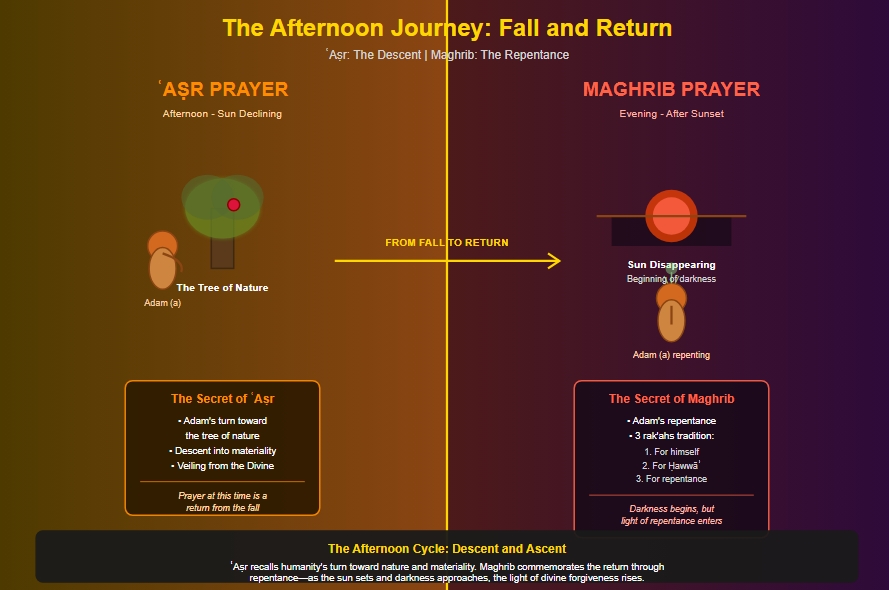 The Afternoon Journey: Fall and Return
ʿAṣr: The Descent | Maghrib: The Repentance
ʿAṢR PRAYER
Afternoon - Sun Declining
MAGHRIB PRAYER
Evening - After Sunset
FROM FALL TO RETURN
The Tree of Nature
Adam (a)
Sun Disappearing
Beginning of darkness
Adam (a) repenting
The Secret of ʿAṣr
• Adam's turn toward
the tree of nature
• Descent into materiality
• Veiling from the Divine
Prayer at this time is a
return from the fall
The Secret of Maghrib
• Adam's repentance
• 3 rak'ahs tradition:
1. For himself
2. For Ḥawwāʾ
3. For repentance
Darkness begins, but
light of repentance enters
The Afternoon Cycle: Descent and Ascent
ʿAṣr recalls humanity's turn toward nature and materiality. Maghrib commemorates the return through
repentance—as the sun sets and darkness approaches, the light of divine forgiveness rises.